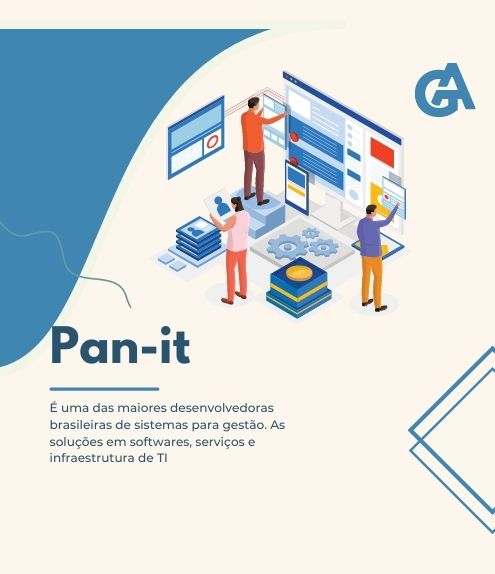 GA
Pan-it
É uma das maiores desenvolvedoras
brasileiras de sistemas para gestão. As
soluções em softwares, serviços e
infraestrutura de TI